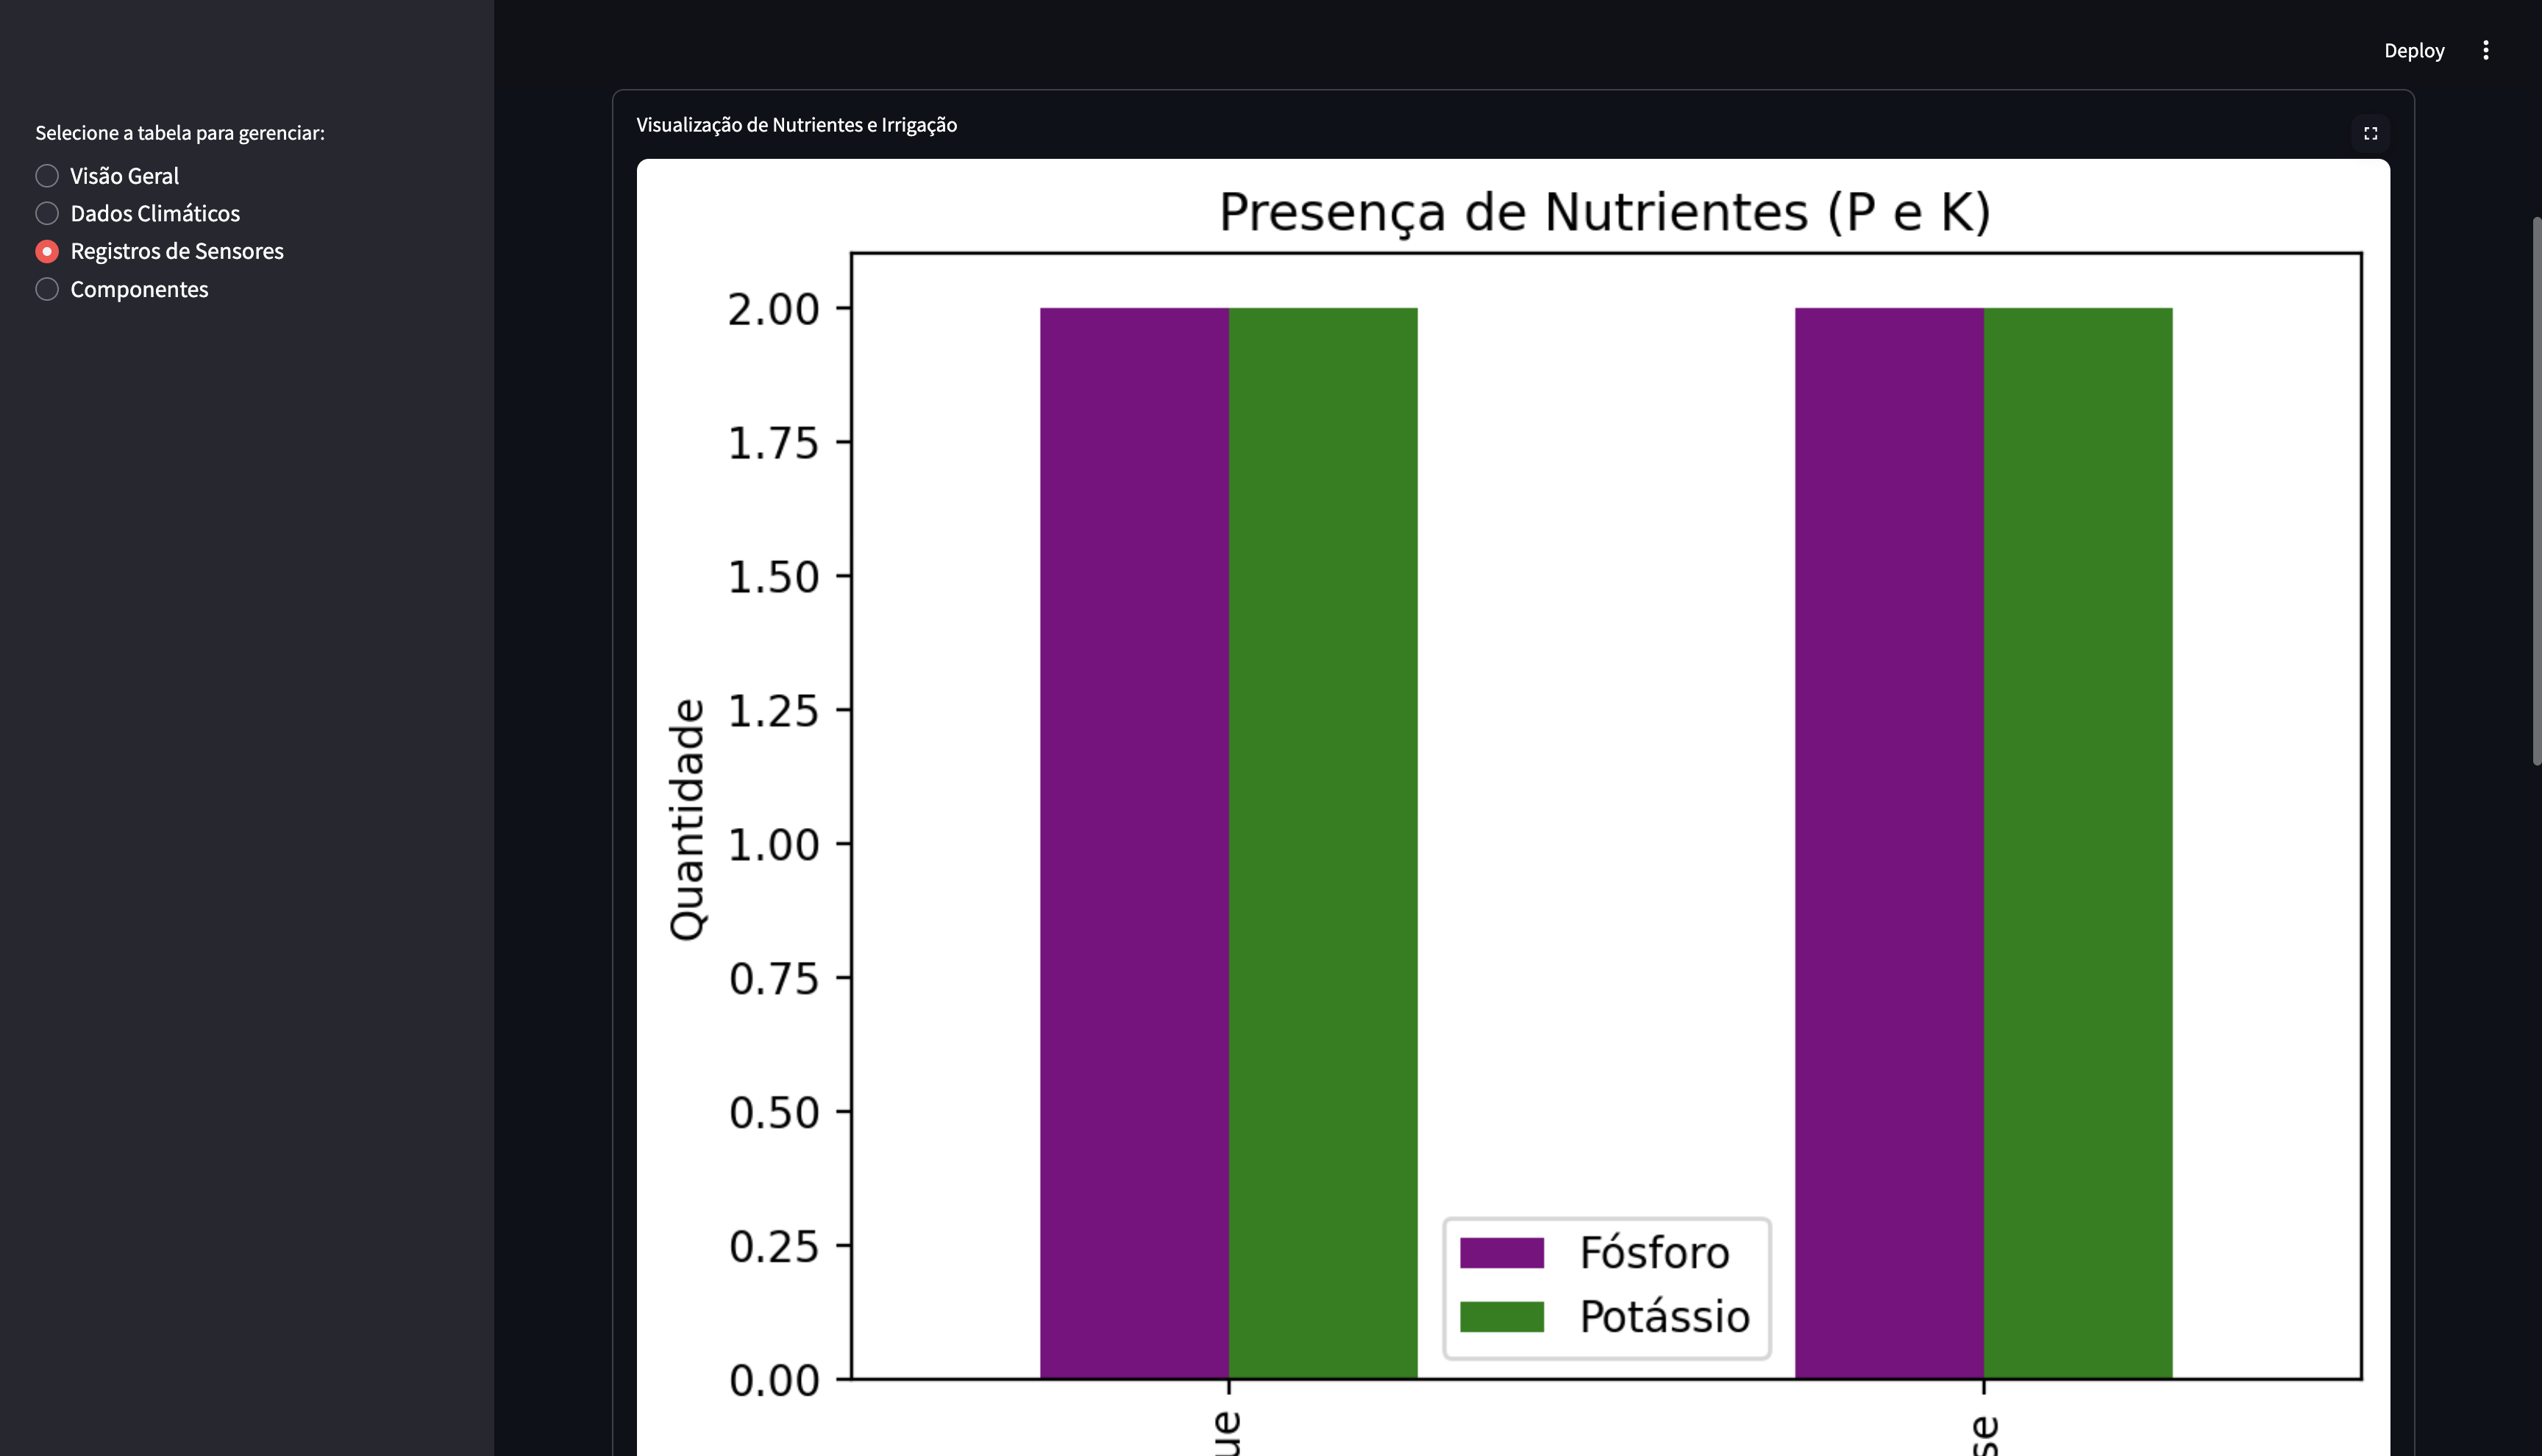 Deploy
Selecione a tabela para gerenciar:
Visão Geral
Dados Climáticos
Registros de Sensores
Componentes
Visualização de Nutrientes e Irrigação
Presença de Nutrientes (P e K)
2.00
1.75
1.50
1.25
1.00
0.75
0.50
0.25
0.00
Quantidade
Fósforo
Potássio